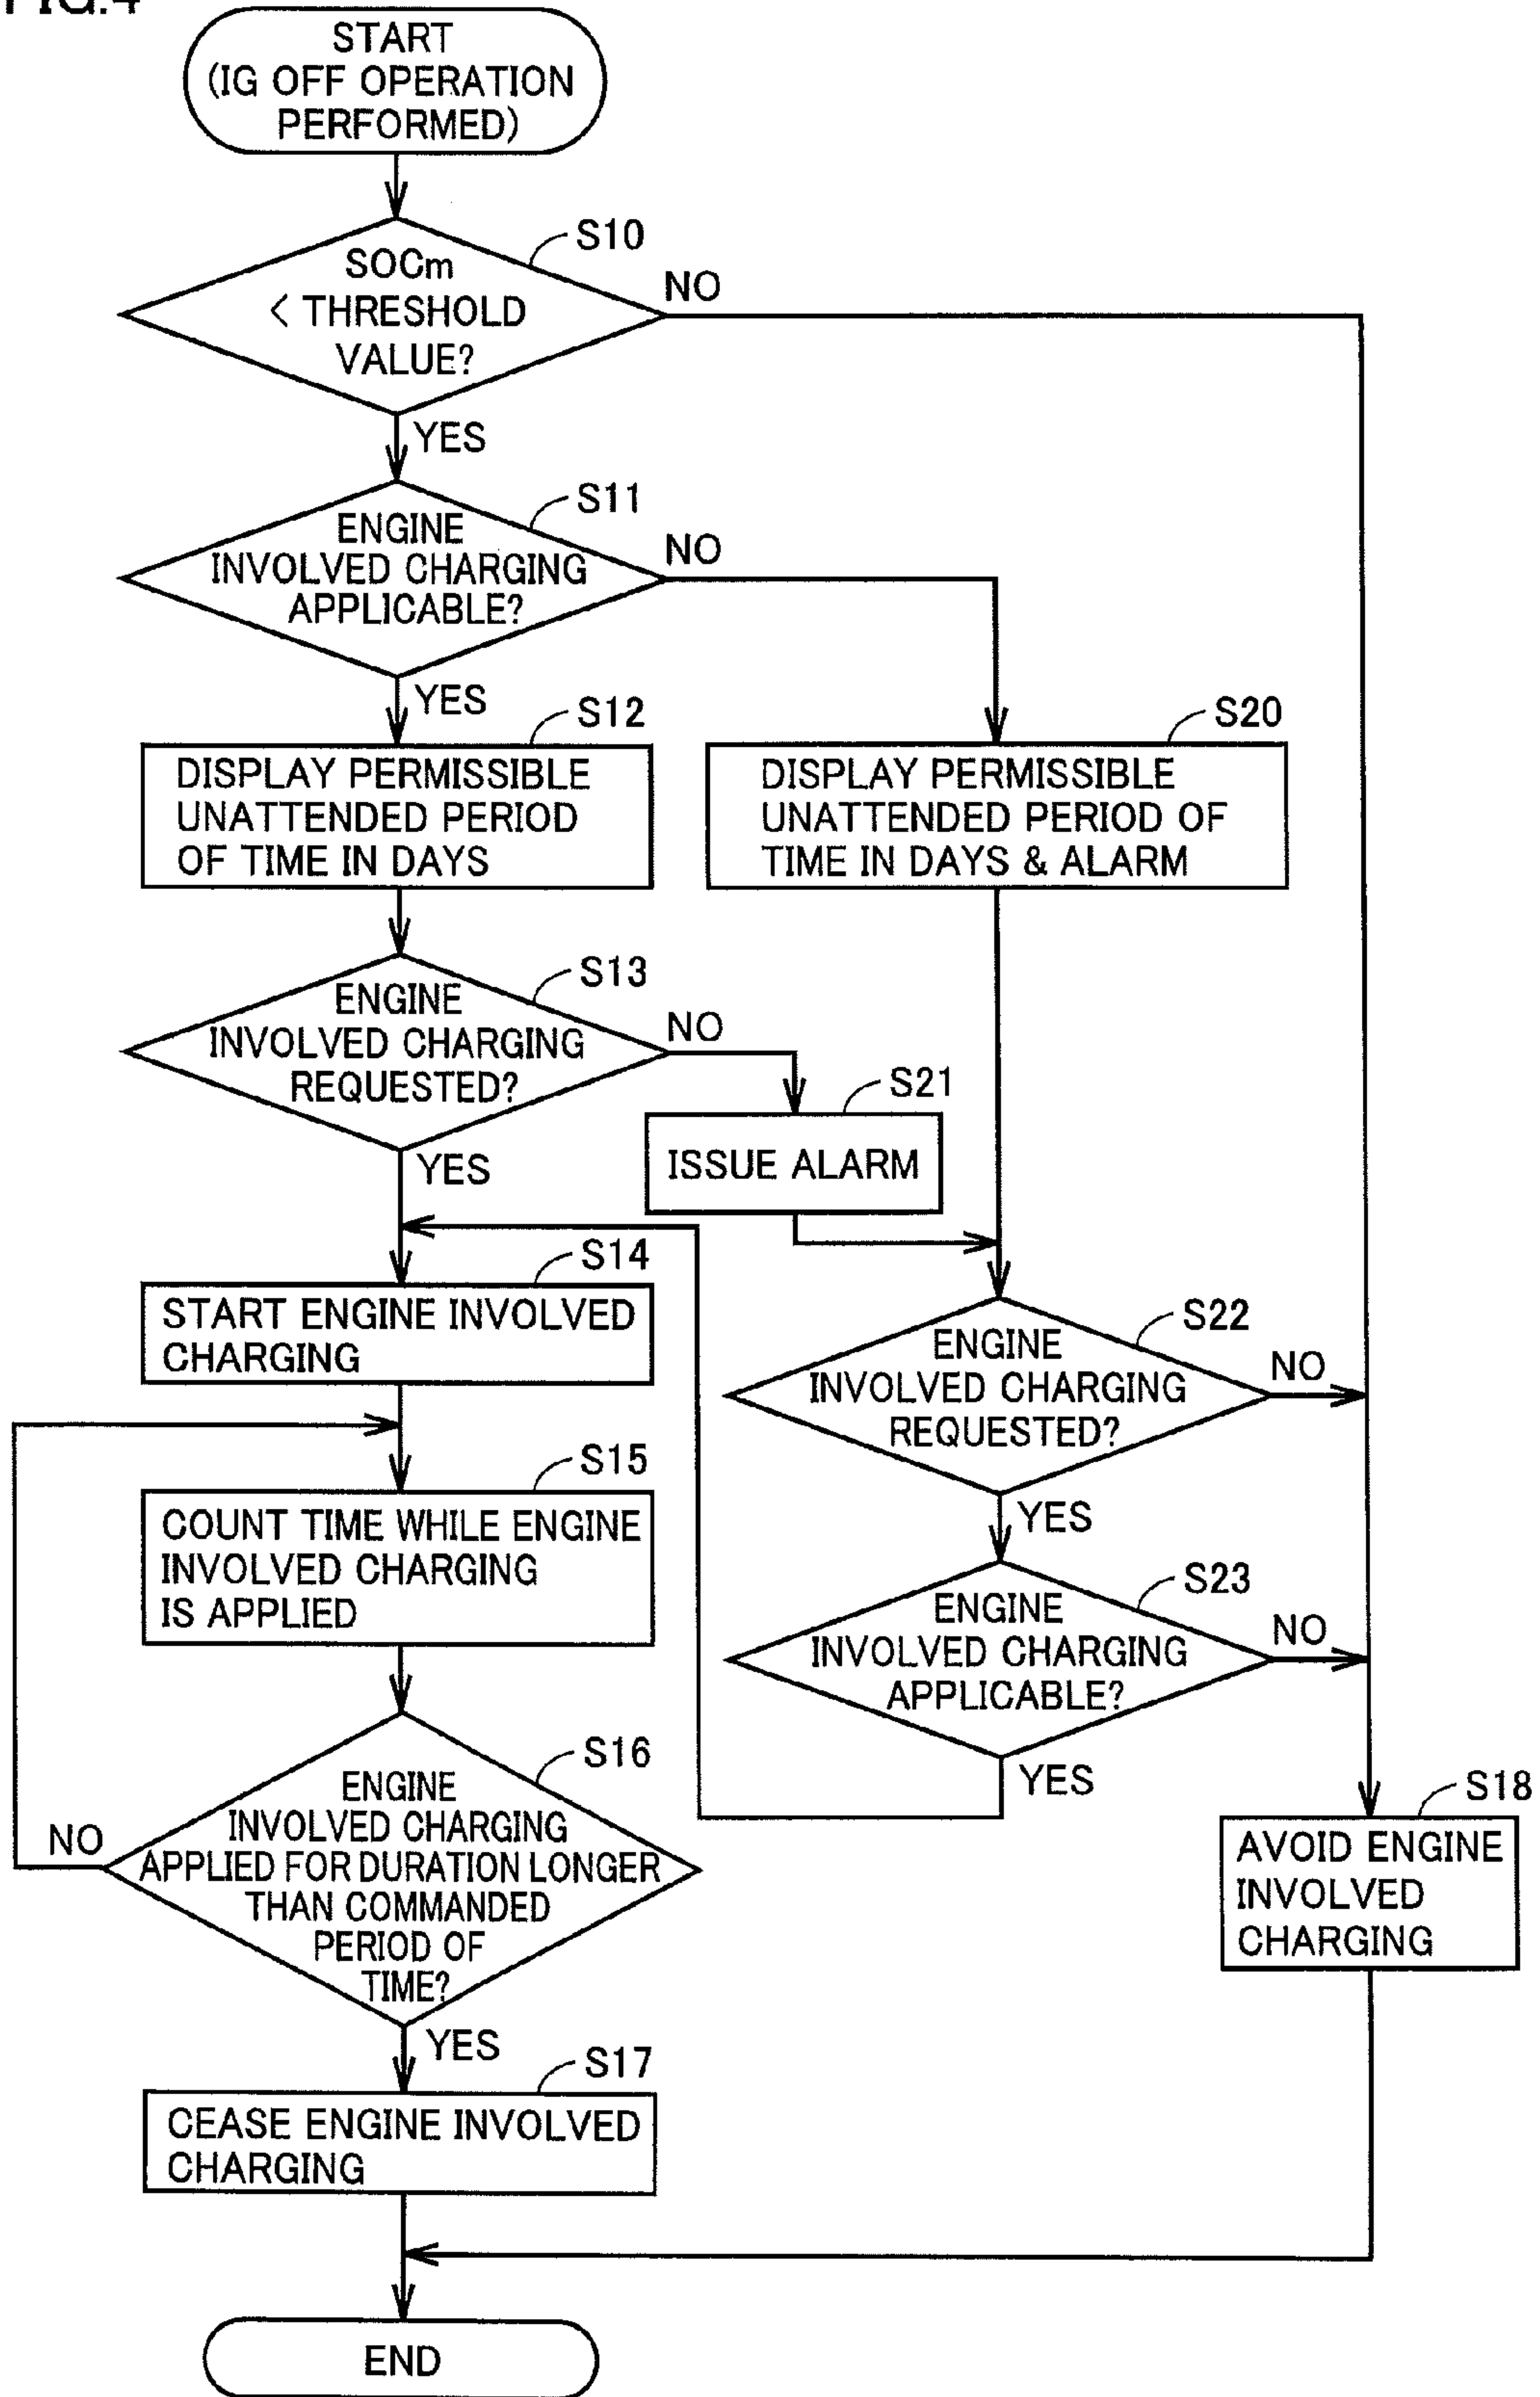 FIG.4
START
(IG OFF OPERATION
PERFORMED)
S10
SOCm
< THRESHOLD
VALUE?
NO
YES
S11
ENGINE
INVOLVED CHARGING
APPLICABLE?
NO
YES
S12
DISPLAY PERMISSIBLE
UNATTENDED PERIOD
OF TIME IN DAYS
S20
DISPLAY PERMISSIBLE
UNATTENDED PERIOD OF
TIME IN DAYS & ALARM
S13
ENGINE
INVOLVED CHARGING
REQUESTED?
NO
YES
S21
ISSUE ALARM
S14
START ENGINE INVOLVED
CHARGING
S22
ENGINE
INVOLVED CHARGING
REQUESTED?
NO
YES
S15
COUNT TIME WHILE ENGINE
INVOLVED CHARGING
IS APPLIED
S23
ENGINE
INVOLVED CHARGING
APPLICABLE?
NO
YES
S16
ENGINE
INVOLVED CHARGING
APPLIED FOR DURATION LONGER
THAN COMMANDED
PERIOD OF
TIME?
NO
YES
S18
AVOID ENGINE
INVOLVED
CHARGING
S17
CEASE ENGINE INVOLVED
CHARGING
END